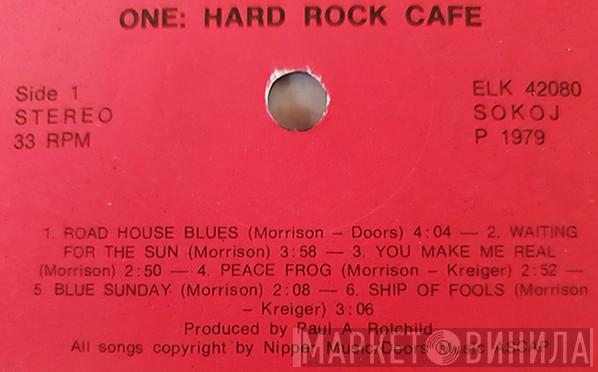 ONE: HARD ROCK CAFE
Side 1
STEREO
33 RPM
ELK 42080
SOKOJ
P 1979
1. ROAD HOUSE BLUES (Morrison – Doors) 4:04 — 2. WAITING
FOR THE SUN (Morrison) 3:58 — 3. YOU MAKE ME REAL
(Morrison) 2:50 — 4. PEACE FROG (Morrison – Kreiger) 2:52 —
5. BLUE SUNDAY (Morrison) 2:08 — 6. SHIP OF FOOLS (Morrison
– Kreiger) 3:06
Produced by Paul A. Rotchild
All songs copyright by Nipper Music/Doors Music ASCAP
МАРКЕТ ВИНИЛА